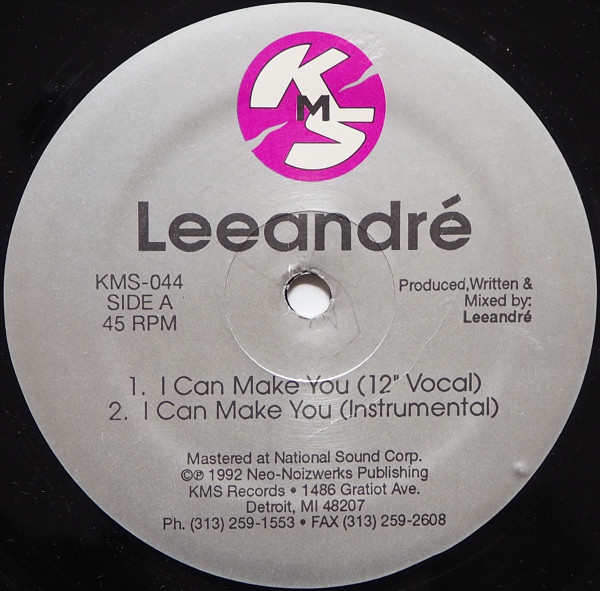 KMS
Leeandré
KMS-044
SIDE A
45 RPM
Produced,Written &
Mixed by:
Leeandré
1. I Can Make You (12" Vocal)
2. I Can Make You (Instrumental)
Mastered at National Sound Corp.
©℗ 1992 Neo-Noizwerks Publishing
KMS Records • 1486 Gratiot Ave.
Detroit, MI 48207
Ph. (313) 259-1553 • FAX (313) 259-2608